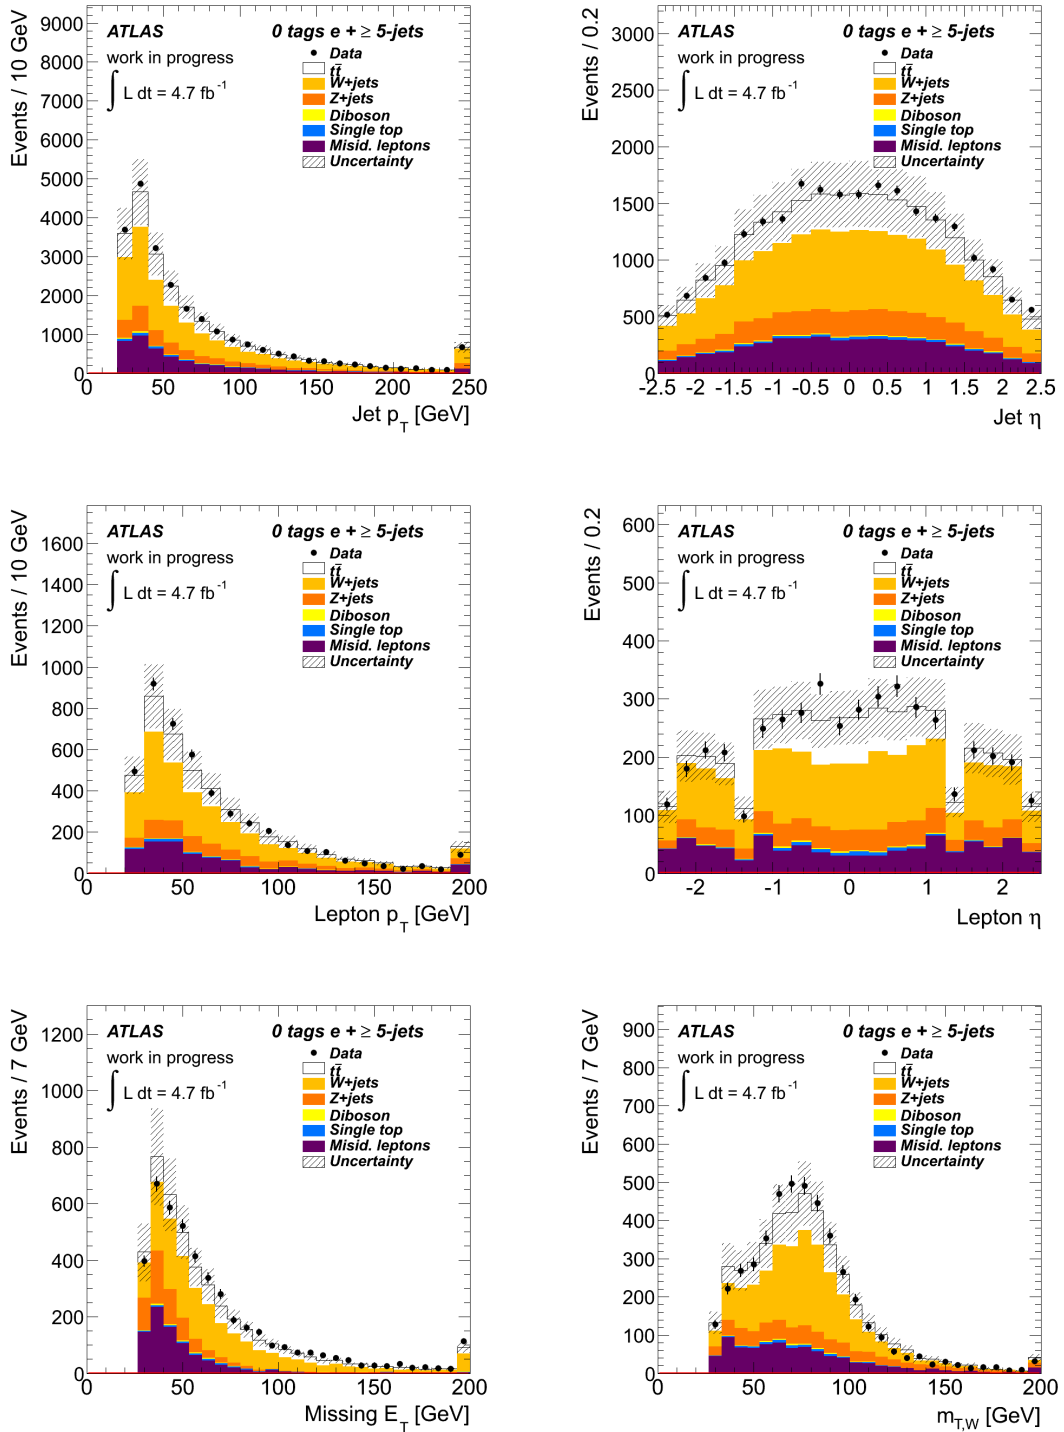 Events / 10 GeV
9000
8000
7000
6000
5000
4000
3000
2000
1000
0
ATLAS
0 tags e + ≥ 5-jets
work in progress
∫ L dt = 4.7 fb⁻¹
Data
tt̄
W+jets
Z+jets
Diboson
Single top
Misid. leptons
Uncertainty
0 50 100 150 200 250
Jet p_T [GeV]
Events / 0.2
3000
2500
2000
1500
1000
500
0
ATLAS
0 tags e + ≥ 5-jets
work in progress
∫ L dt = 4.7 fb⁻¹
Data
tt̄
W+jets
Z+jets
Diboson
Single top
Misid. leptons
Uncertainty
-2.5 -2 -1.5 -1 -0.5 0 0.5 1 1.5 2 2.5
Jet η
Events / 10 GeV
1600
1400
1200
1000
800
600
400
200
0
ATLAS
0 tags e + ≥ 5-jets
work in progress
∫ L dt = 4.7 fb⁻¹
Data
tt̄
W+jets
Z+jets
Diboson
Single top
Misid. leptons
Uncertainty
0 50 100 150 200
Lepton p_T [GeV]
Events / 0.2
600
500
400
300
200
100
0
ATLAS
0 tags e + ≥ 5-jets
work in progress
∫ L dt = 4.7 fb⁻¹
Data
tt̄
W+jets
Z+jets
Diboson
Single top
Misid. leptons
Uncertainty
-2 -1 0 1 2
Lepton η
Events / 7 GeV
1200
1000
800
600
400
200
0
ATLAS
0 tags e + ≥ 5-jets
work in progress
∫ L dt = 4.7 fb⁻¹
Data
tt̄
W+jets
Z+jets
Diboson
Single top
Misid. leptons
Uncertainty
0 50 100 150 200
Missing E_T [GeV]
Events / 7 GeV
900
800
700
600
500
400
300
200
100
0
ATLAS
0 tags e + ≥ 5-jets
work in progress
∫ L dt = 4.7 fb⁻¹
Data
tt̄
W+jets
Z+jets
Diboson
Single top
Misid. leptons
Uncertainty
0 50 100 150 200
m_T,W [GeV]